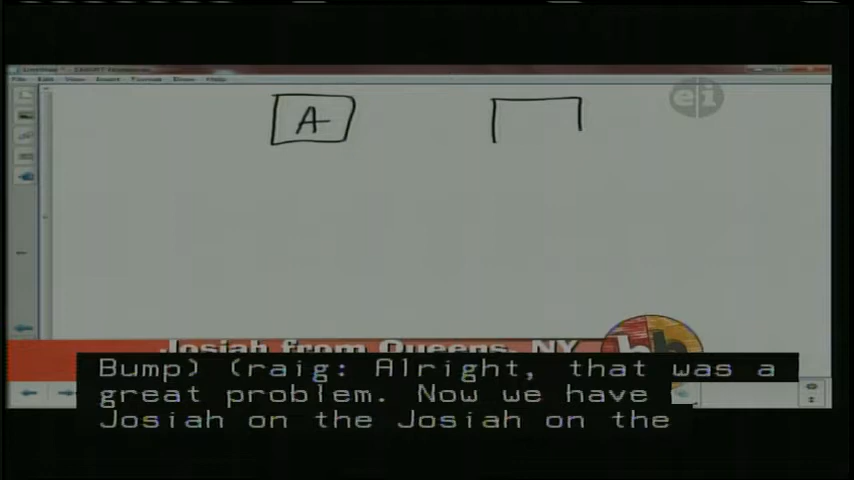 A
e|i
Josiah from Queens, NY
Bump) (raig: Alright, that was a
great problem. Now we have
Josiah on the Josiah on the